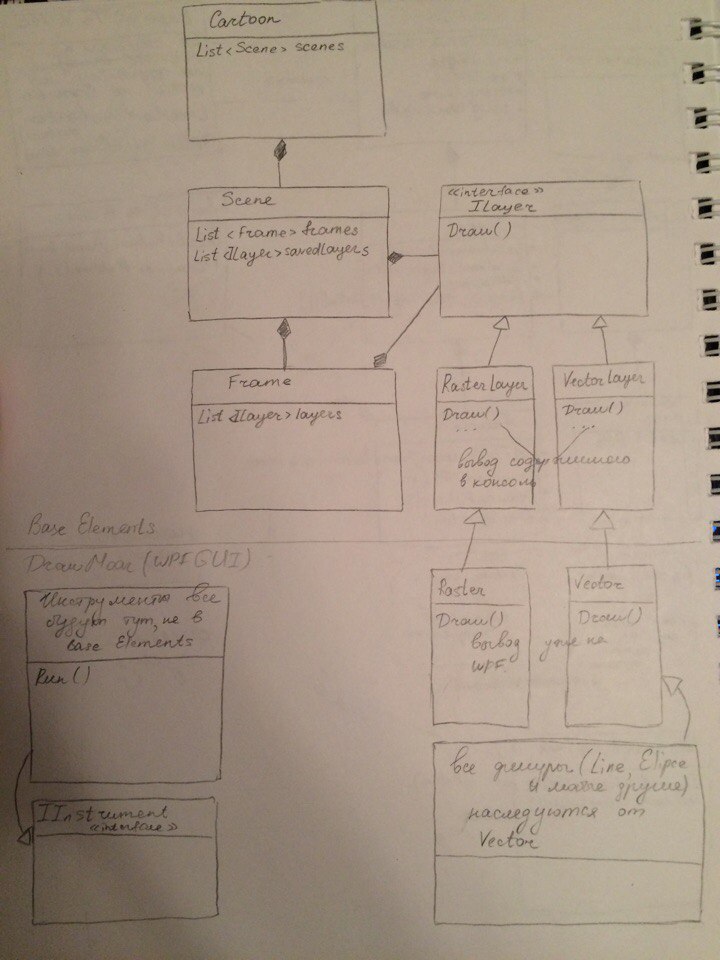 Cartoon
List<Scene> scenes
Scene
List <Frame> frames
List <Ilayer> savedlayers
<<interface>>
Ilayer
Draw()
Frame
List <Ilayer> layers
RasterLayer
Draw()
...
VectorLayer
Draw()
...
вывод содержимого
в консоль
Base Elements
DrawMoar (WPF GUI)
Инструменты все
будут тут, не в
base Elements
Run()
IInstrument
<<interface>>
Raster
Draw()
Vector
Draw()
вывод уже на
WPF.
все фигуры (Line, Elipce
и другие)
наследуются от
Vector